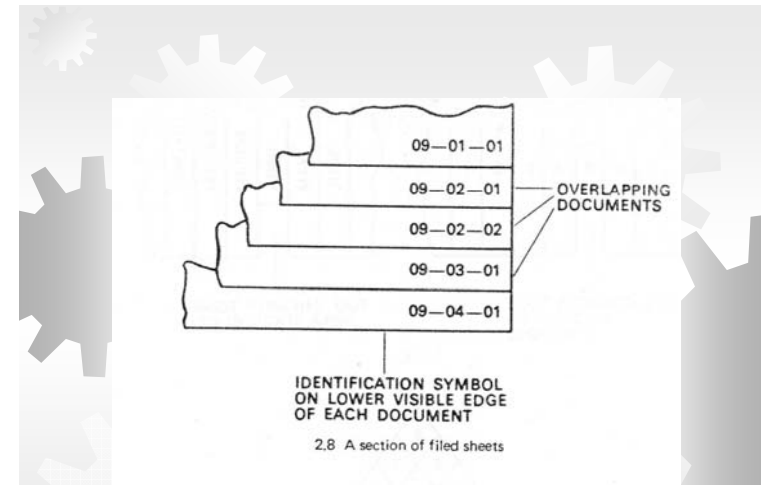 09—01—01
09—02—01
OVERLAPPING
DOCUMENTS
09—02—02
09—03—01
09—04—01
IDENTIFICATION SYMBOL
ON LOWER VISIBLE EDGE
OF EACH DOCUMENT
2.8 A section of filed sheets